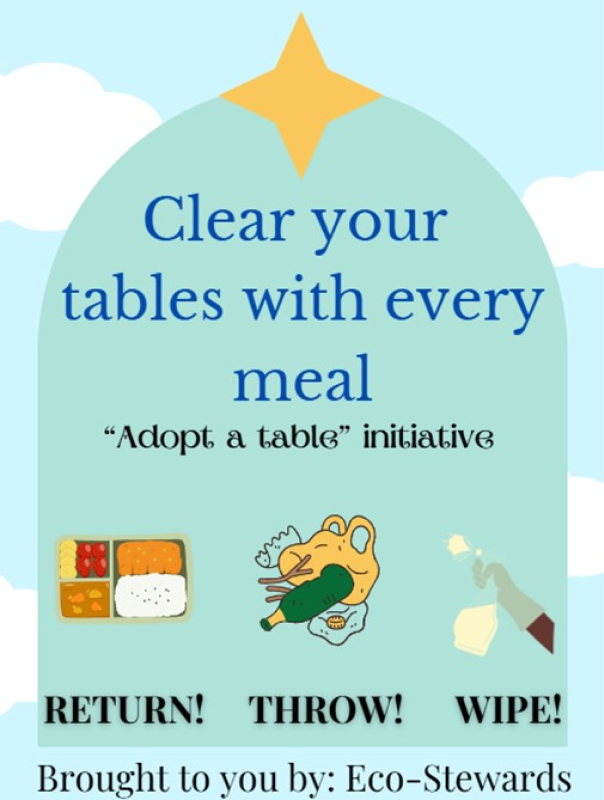 Clear your
tables with every
meal
“Adopt a table” initiative
RETURN! THROW! WIPE!
Brought to you by: Eco-Stewards